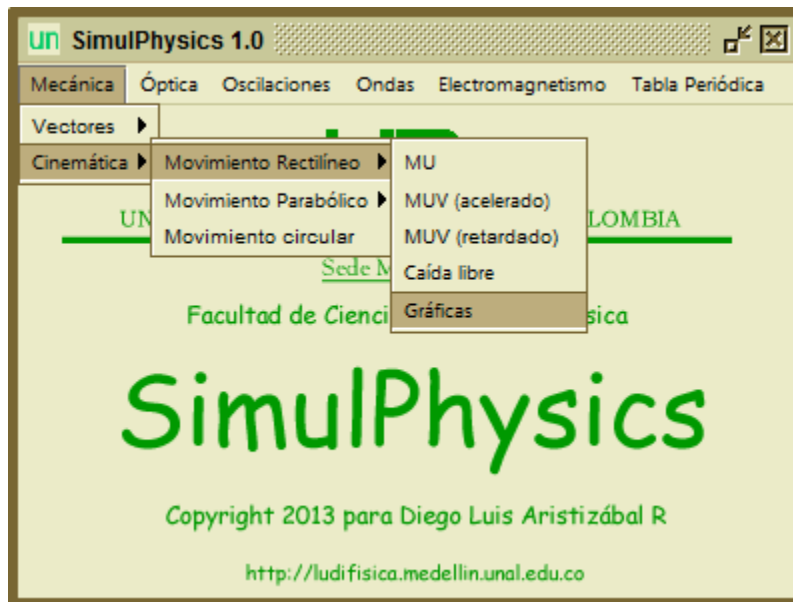 un SimulPhysics 1.0
Mecánica Óptica Oscilaciones Ondas Electromagnetismo Tabla Periódica
Vectores
Cinemática Movimiento Rectilíneo MU
Movimiento Parabólico MUV (acelerado)
UN LOMBIA
Movimiento circular MUV (retardado)
Sede M Caída libre
Gráficas
Facultad de Cienci sica
SimulPhysics
Copyright 2013 para Diego Luis Aristizábal R
http://ludifisica.medellin.unal.edu.co